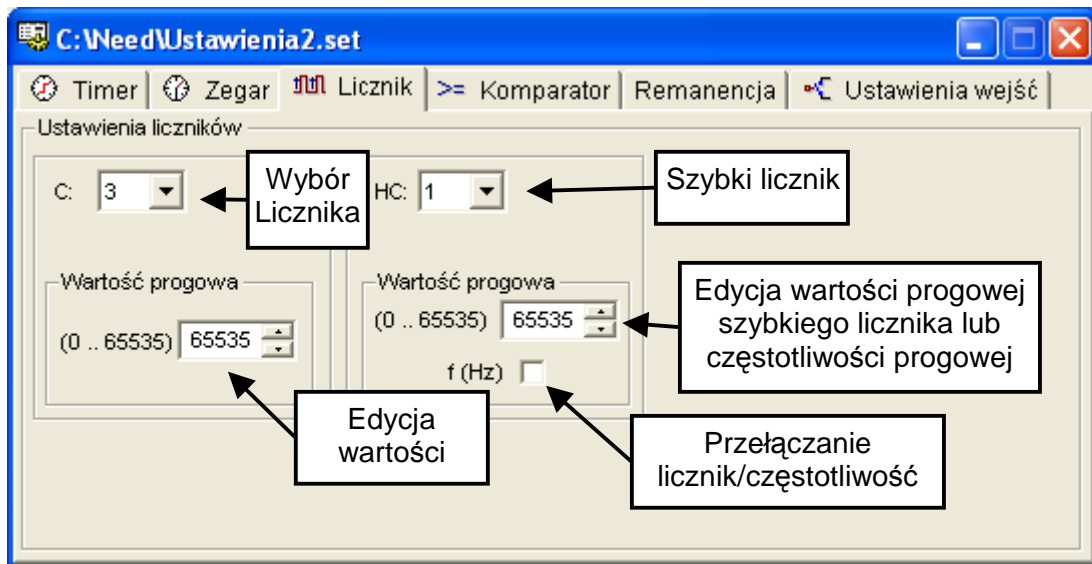 C:\Need\Ustawienia2.set
Timer Zegar Licznik >= Komparator Remanencja Ustawienia wejść
Ustawienia liczników
C: 3
Wybór
Licznika
HC: 1
Szybki licznik
Wartość progowa
(0 .. 65535) 65535
Wartość progowa
(0 .. 65535) 65535
f (Hz)
Edycja wartości progowej
szybkiego licznika lub
częstotliwości progowej
Edycja
wartości
Przełączanie
licznik/częstotliwość